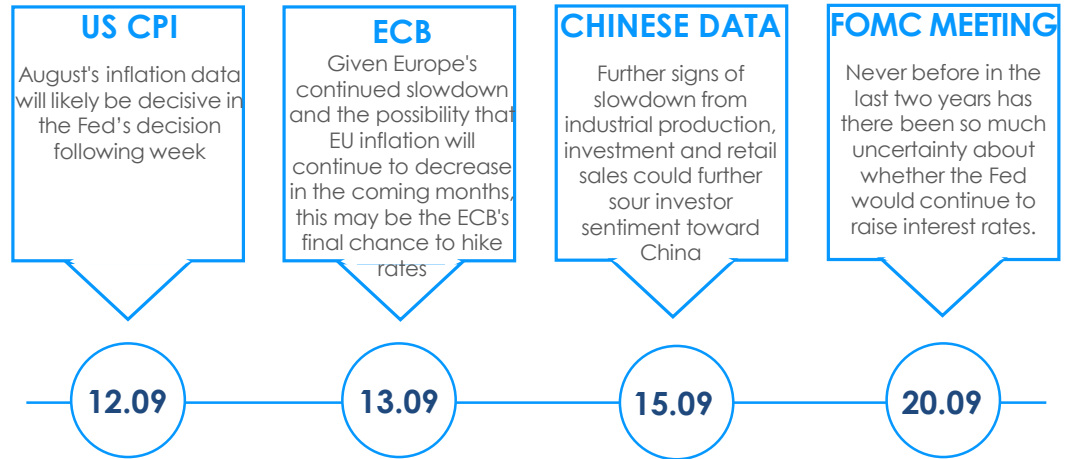 US CPI
August's inflation data
will likely be decisive in
the Fed’s decision
following week
ECB
Given Europe's
continued slowdown
and the possibility that
EU inflation will
continue to decrease
in the coming months,
this may be the ECB's
final chance to hike
rates
CHINESE DATA
Further signs of
slowdown from
industrial production,
investment and retail
sales could further
sour investor
sentiment toward
China
FOMC MEETING
Never before in the
last two years has
there been so much
uncertainty about
whether the Fed
would continue to
raise interest rates.
12.09
13.09
15.09
20.09